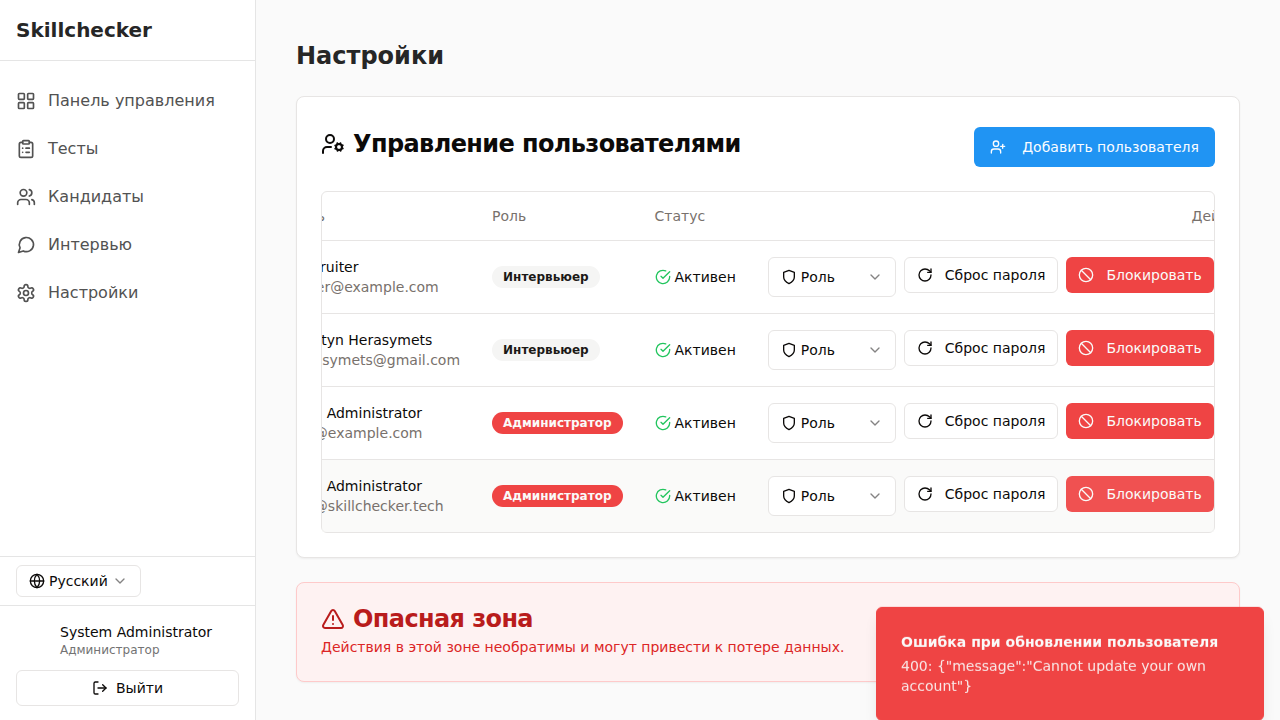 Skillchecker
Панель управления
Тесты
Кандидаты
Интервью
Настройки
Русский
System Administrator
Администратор
Выйти
Настройки
Управление пользователями
Добавить пользователя
Роль Статус
Интервьюер Активен Роль Сброс пароля Блокировать
er@example.com
tyn Herasymets
Интервьюер Активен Роль Сброс пароля Блокировать
symets@gmail.com
Administrator
Администратор Активен Роль Сброс пароля Блокировать
@example.com
Administrator
Администратор Активен Роль Сброс пароля Блокировать
@skillchecker.tech
Опасная зона
Действия в этой зоне необратимы и могут привести к потере данных.
Ошибка при обновлении пользователя
400: {"message":"Cannot update your own
account"}